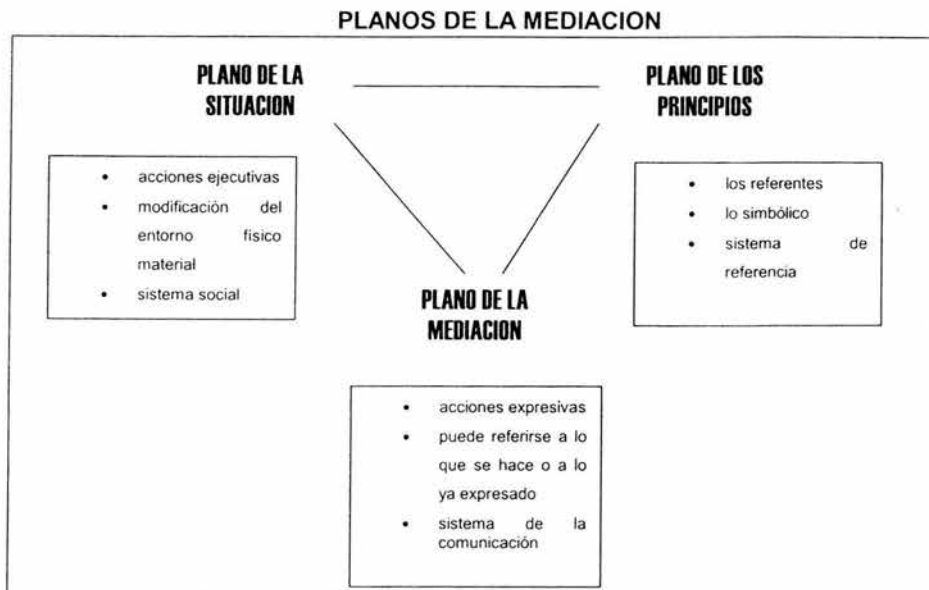 PLANOS DE LA MEDIACION
PLANO DE LA
SITUACION
PLANO DE LOS
PRINCIPIOS
• acciones ejecutivas
• modificación del
entorno fisico
material
• sistema social
• los referentes
• lo simbólico
• sistema de
referencia
PLANO DE LA
MEDIACION
• acciones expresivas
• puede referirse a lo
que se hace o a lo
ya expresado
• sistema de la
comunicación